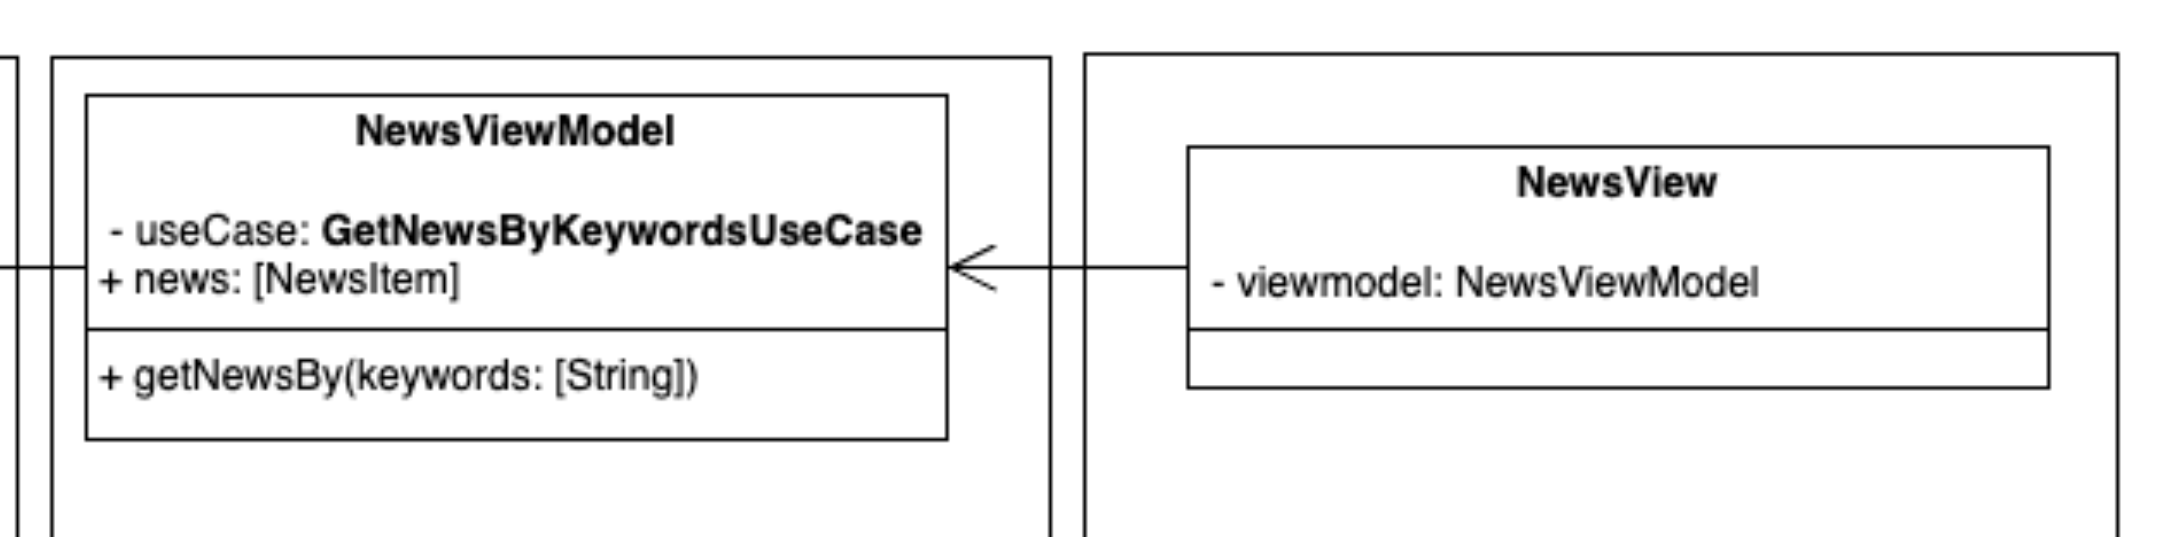 NewsViewModel
- useCase: GetNewsByKeywordsUseCase
+ news: [NewsItem]
+ getNewsBy(keywords: [String])
NewsView
- viewmodel: NewsViewModel